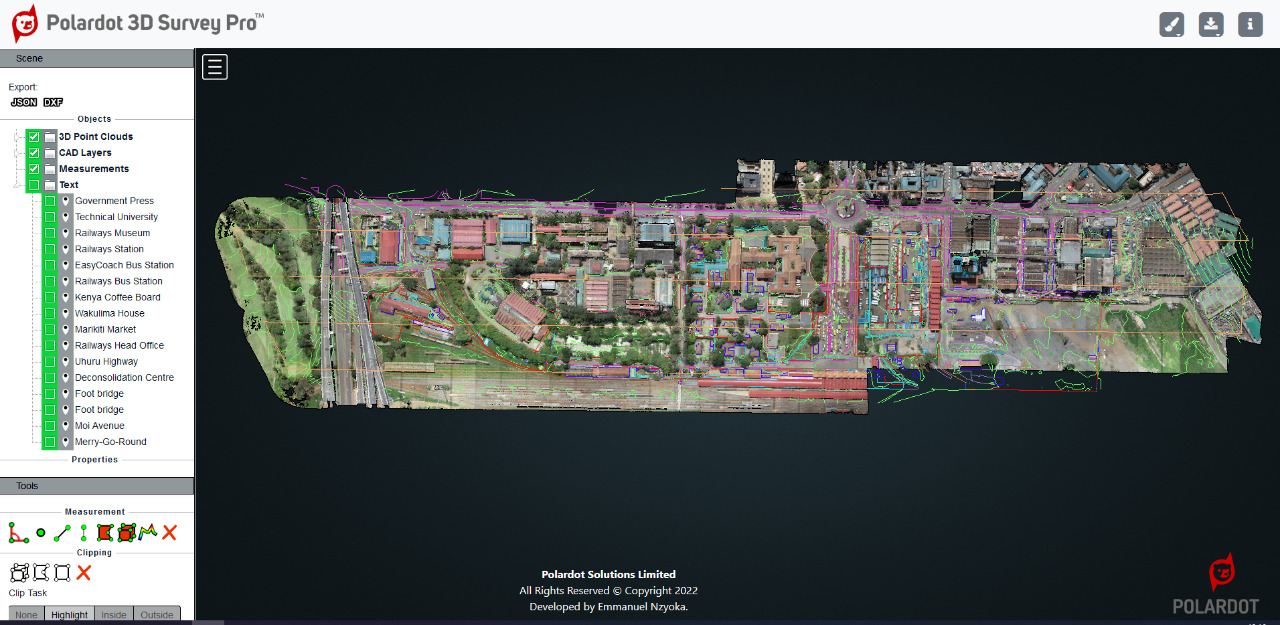 Polardot 3D Survey Pro™
Scene
Export:
JSON DXF
Objects
3D Point Clouds
CAD Layers
Measurements
Text
Government Press
Technical University
Railways Museum
Railways Station
EasyCoach Bus Station
Railways Bus Station
Kenya Coffee Board
Wakulima House
Marikiti Market
Railways Head Office
Uhuru Highway
Deconsolidation Centre
Foot bridge
Foot bridge
Moi Avenue
Merry-Go-Round
Properties
Tools
Measurement
Clipping
Clip Task
None Highlight Inside Outside
Polardot Solutions Limited
All Rights Reserved © Copyright 2022
Developed by Emmanuel Nzyoka.
POLARDOT